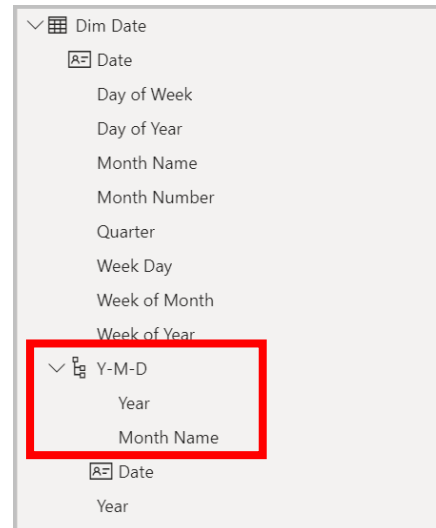 Dim Date
Date
Day of Week
Day of Year
Month Name
Month Number
Quarter
Week Day
Week of Month
Week of Year
Y-M-D
Year
Month Name
Date
Year